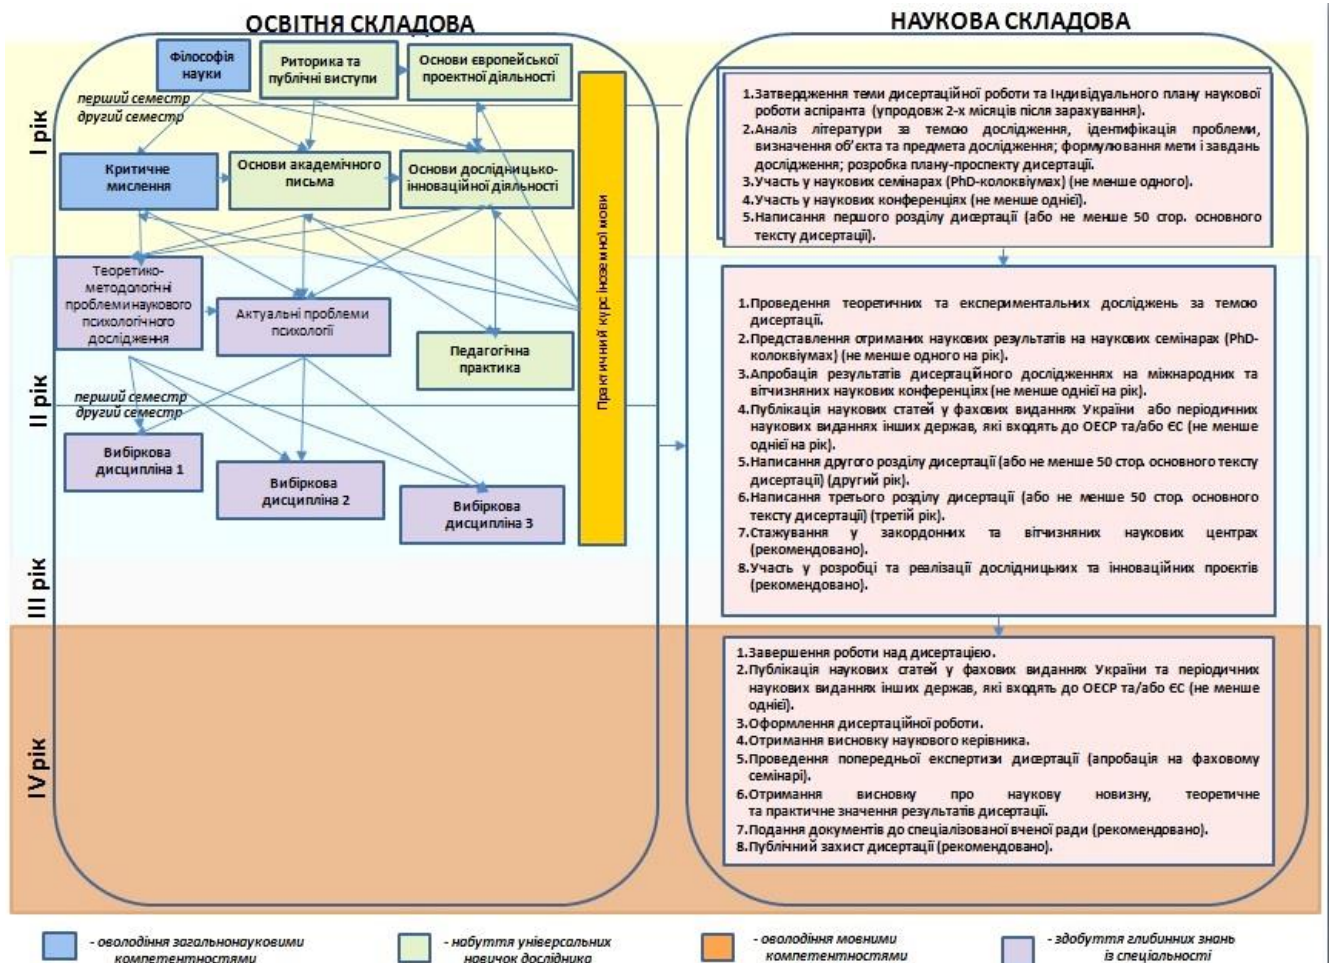 ОСВІТНЯ СКЛАДОВА
НАУКОВА СКЛАДОВА
І рік
Філософія
науки
Риторика та
публічні виступи
Основи європейської
проектної діяльності
перший семестр
другий семестр
Критичне
мислення
Основи академічного
письма
Основи дослідницько-
інноваційної діяльності
Практичний курс іноземної мови
ІІ рік
Теоретико-
методологічні
проблеми наукового
психологічного
дослідження
Актуальні проблеми
психології
Педагогічна
практика
перший семестр
другий семестр
Вибіркова
дисципліна 1
Вибіркова
дисципліна 2
Вибіркова
дисципліна 3
ІІІ рік
IV рік
1.Затвердження теми дисертаційної роботи та Індивідуального плану наукової
роботи аспіранта (упродовж 2-х місяців після зарахування).
2.Аналіз літератури за темою дослідження, ідентифікація проблеми,
визначення об’єкта та предмета дослідження; формулювання мети і завдань
дослідження; розробка плану-проспекту дисертації.
3.Участь у наукових семінарах (PhD-колоквіумах) (не менше одного).
4.Участь у наукових конференціях (не менше однієї).
5.Написання першого розділу дисертації (або не менше 50 стор. основного
тексту дисертації).
1.Проведення теоретичних та експериментальних досліджень за темою
дисертації.
2.Представлення отриманих наукових результатів на наукових семінарах (PhD-
колоквіумах) (не менше одного на рік).
3.Апробація результатів дисертаційного дослідженнях на міжнародних та
вітчизняних наукових конференціях (не менше однієї на рік).
4.Публікація наукових статей у фахових виданнях України або періодичних
наукових виданнях інших держав, які входять до ОЕСР та/або ЄС (не менше
однієї на рік).
5.Написання другого розділу дисертації (або не менше 50 стор. основного тексту
дисертації) (другий рік).
6.Написання третього розділу дисертації (або не менше 50 стор. основного
тексту дисертації) (третій рік).
7.Стажування у закордонних та вітчизняних наукових центрах
(рекомендовано).
8.Участь у розробці та реалізації дослідницьких та інноваційних проєктів
(рекомендовано).
1.Завершення роботи над дисертацією.
2.Публікація наукових статей у фахових виданнях України та періодичних
наукових виданнях інших держав, які входять до ОЕСР та/або ЄС (не менше
однієї).
3.Оформлення дисертаційної роботи.
4.Отримання висновку наукового керівника.
5.Проведення попередньої експертизи дисертації (апробація на фаховому
семінарі).
6.Отримання висновку про наукову новизну, теоретичне
та практичне значення результатів дисертації.
7.Подання документів до спеціалізованої вченої ради (рекомендовано).
8.Публічний захист дисертації (рекомендовано).
- оволодіння загальнонауковими
компетентностями
- набуття універсальних
навичок дослідника
- оволодіння мовними
компетентностями
- здобуття глибинних знань
із спеціальності